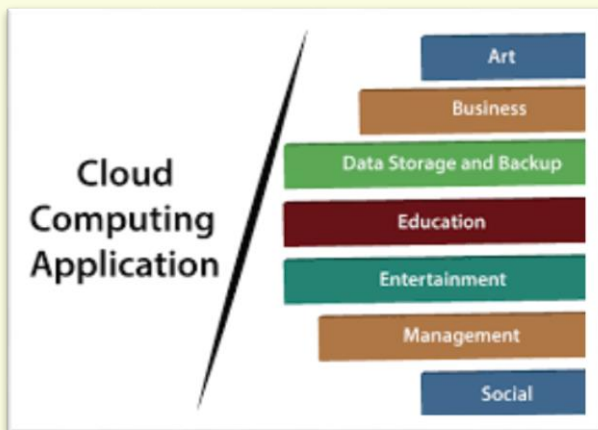 Cloud
Computing
Application
Art
Business
Data Storage and Backup
Education
Entertainment
Management
Social